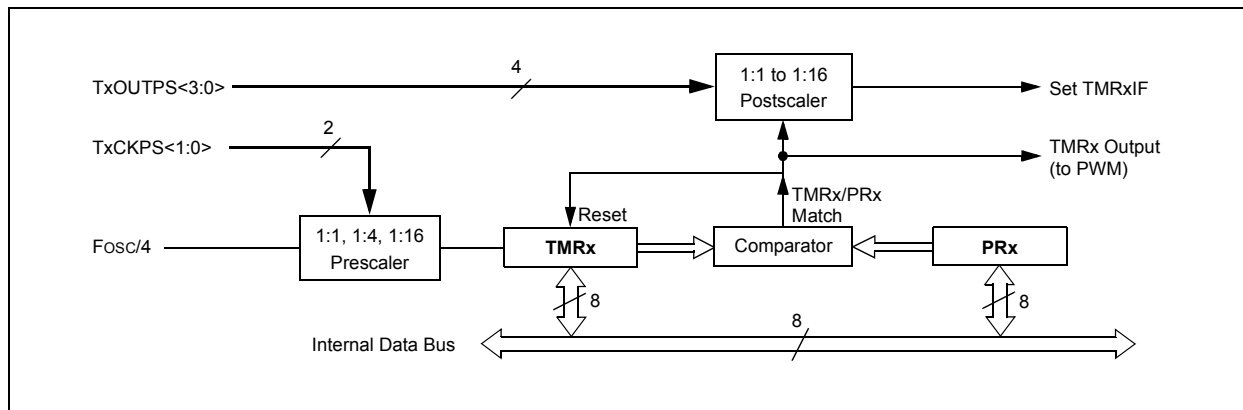 TxOUTPS<3:0>
4
1:1 to 1:16
Postscaler
Set TMRxIF
TxCKPS<1:0>
2
TMRx Output
(to PWM)
TMRx/PRx
Match
Reset
FOSC/4
1:1, 1:4, 1:16
Prescaler
TMRx
Comparator
PRx
8
8
8
Internal Data Bus